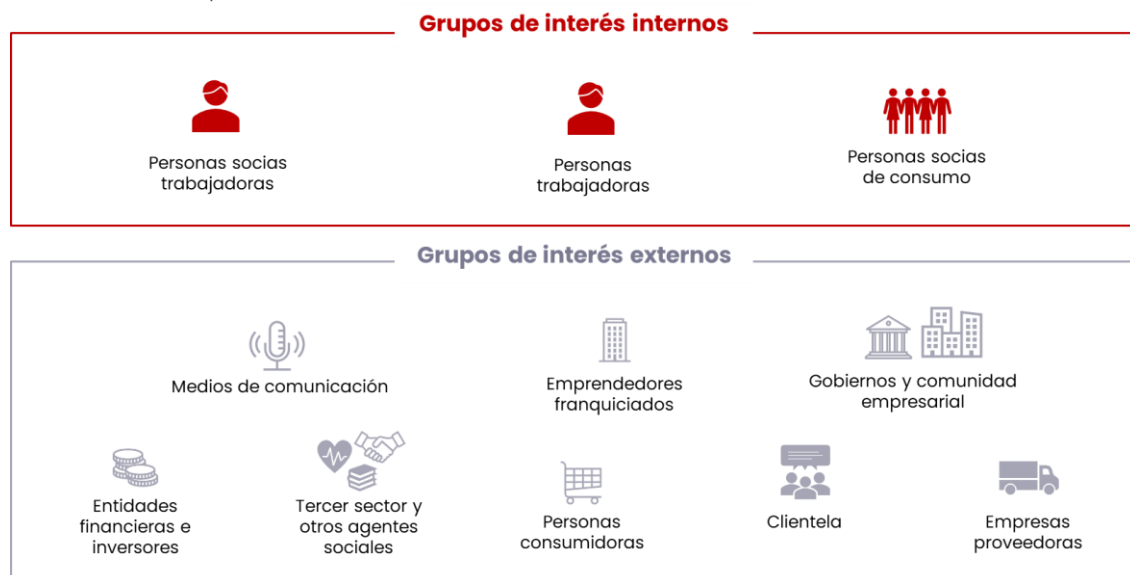 Grupos de interés internos
Personas socias
trabajadoras
Personas
trabajadoras
Personas socias
de consumo
Grupos de interés externos
Medios de comunicación
Emprendedores
franquiciados
Gobiernos y comunidad
empresarial
Entidades
financieras e
inversores
Tercer sector y
otros agentes
sociales
Personas
consumidoras
Clientela
Empresas
proveedoras